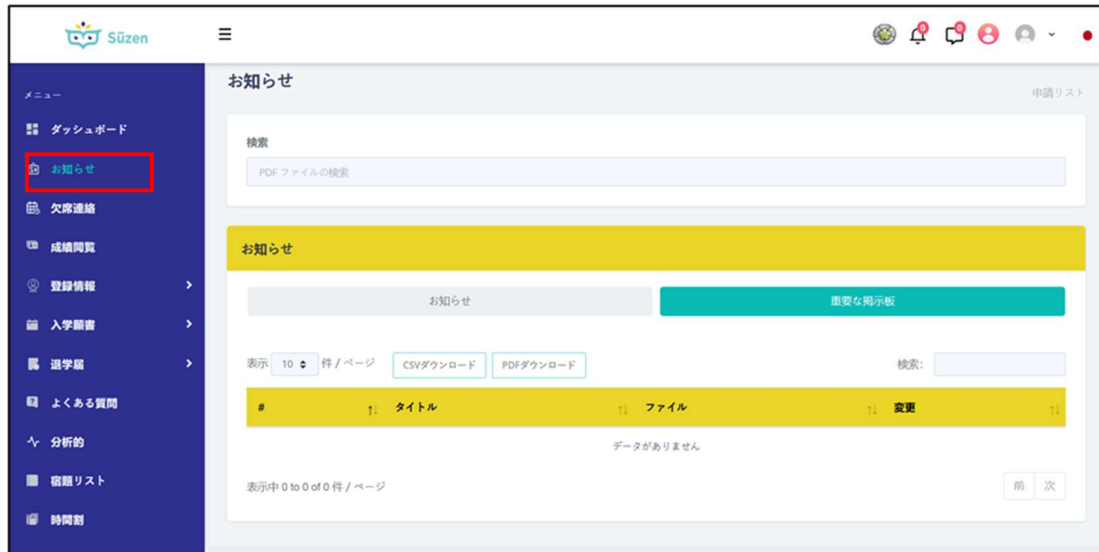 Süzen
0
0
メニュー
ダッシュボード
お知らせ
欠席連絡
成績閲覧
登録情報
入学願書
退学届
よくある質問
分析的
宿題リスト
時間割
お知らせ
申請リスト
検索
PDF ファイルの検索
お知らせ
お知らせ
重要な掲示板
表示 10 件 / ページ CSVダウンロード PDFダウンロード 検索:
# タイトル ファイル 変更
データがありません
表示中 0 to 0 of 0 件 / ページ
前 次